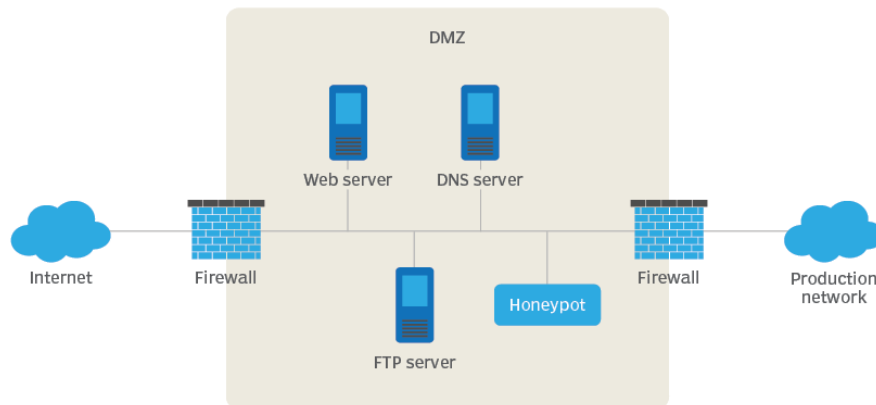 DMZ
Web server
DNS server
Internet
Firewall
Firewall
Production
network
Honeypot
FTP server